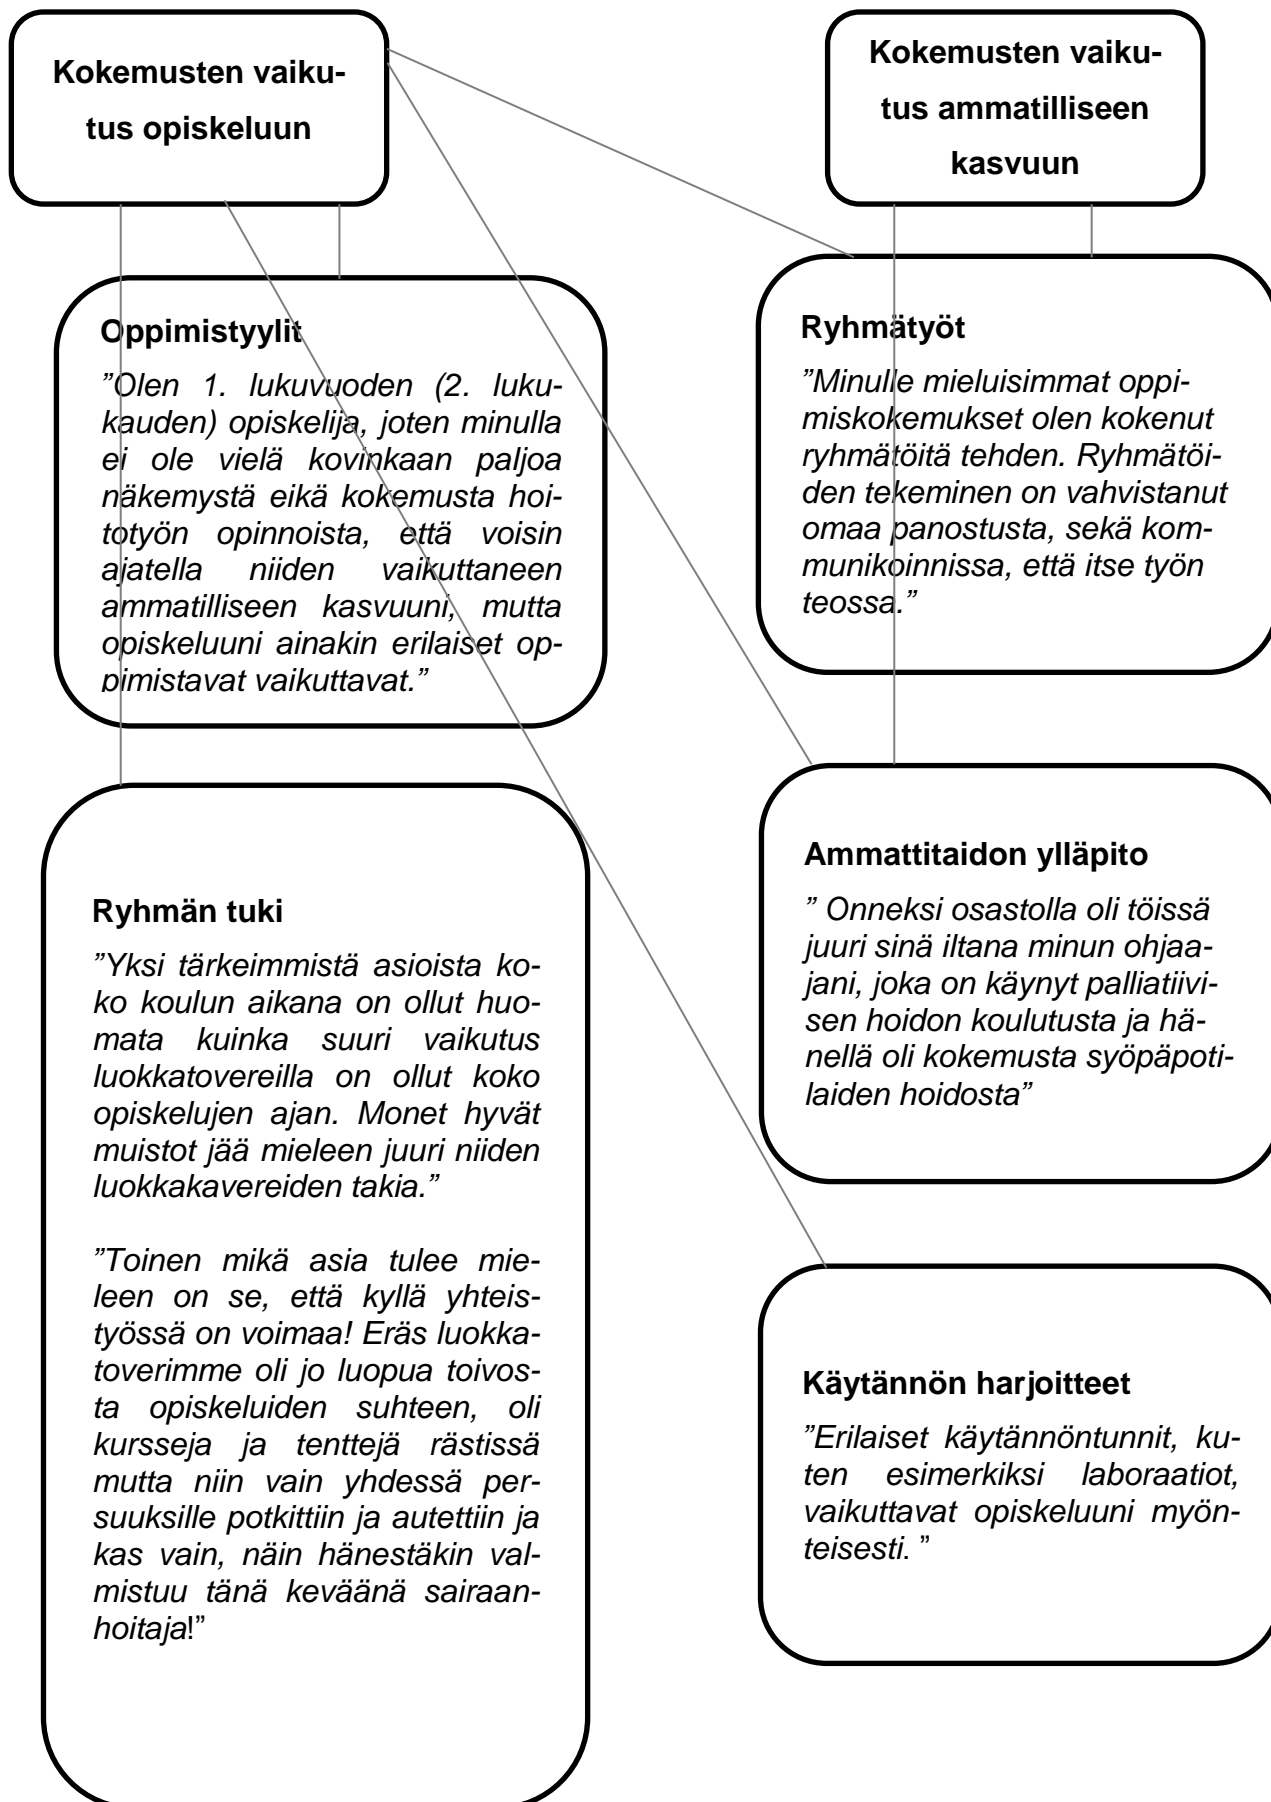 Kokemusten vaiku-
tus opiskeluun
Kokemusten vaiku-
tus ammatilliseen
kasvuun
Oppimistyylit
”Olen 1. lukuvuoden (2. luku-
kauden) opiskelija, joten minulla
ei ole vielä kovinkaan paljoa
näkemystä eikä kokemusta hoi-
totyön opinnoista, että voisin
ajatella niiden vaikuttaneen
ammatilliseen kasvuuni, mutta
opiskeluuni ainakin erilaiset op-
pimistavat vaikuttavat.”
Ryhmän tuki
”Yksi tärkeimmistä asioista ko-
ko koulun aikana on ollut huo-
mata kuinka suuri vaikutus
luokkatovereilla on ollut koko
opiskelujen ajan. Monet hyvät
muistot jää mieleen juuri niiden
luokkakavereiden takia.”
”Toinen mikä asia tulee mie-
leen on se, että kyllä yhteis-
työssä on voimaa! Eräs luokka-
toverimme oli jo luopua toivos-
ta opiskeluiden suhteen, oli
kursseja ja tenttejä rästissä
mutta niin vain yhdessä per-
suuksille potkittiin ja autettiin ja
kas vain, näin hänestäkin val-
mistuu tänä keväänä sairaan-
hoitaja!”
Ryhmätyöt
”Minulle mieluisimmat oppi-
miskokemukset olen kokenut
ryhmätöitä tehden. Ryhmätöi-
den tekeminen on vahvistanut
omaa panostusta, sekä kom-
munikoinnissa, että itse työn
teossa.”
Ammattitaidon ylläpito
” Onneksi osastolla oli töissä
juuri sinä iltana minun ohjaa-
jani, joka on käynyt palliatiivi-
sen hoidon koulutusta ja hä-
nellä oli kokemusta syöpäpoti-
laiden hoidosta”
Käytännön harjoitteet
”Erilaiset käytännöntunnit, ku-
ten esimerkiksi laboraatiot,
vaikuttavat opiskeluuni myön-
teisesti. ”